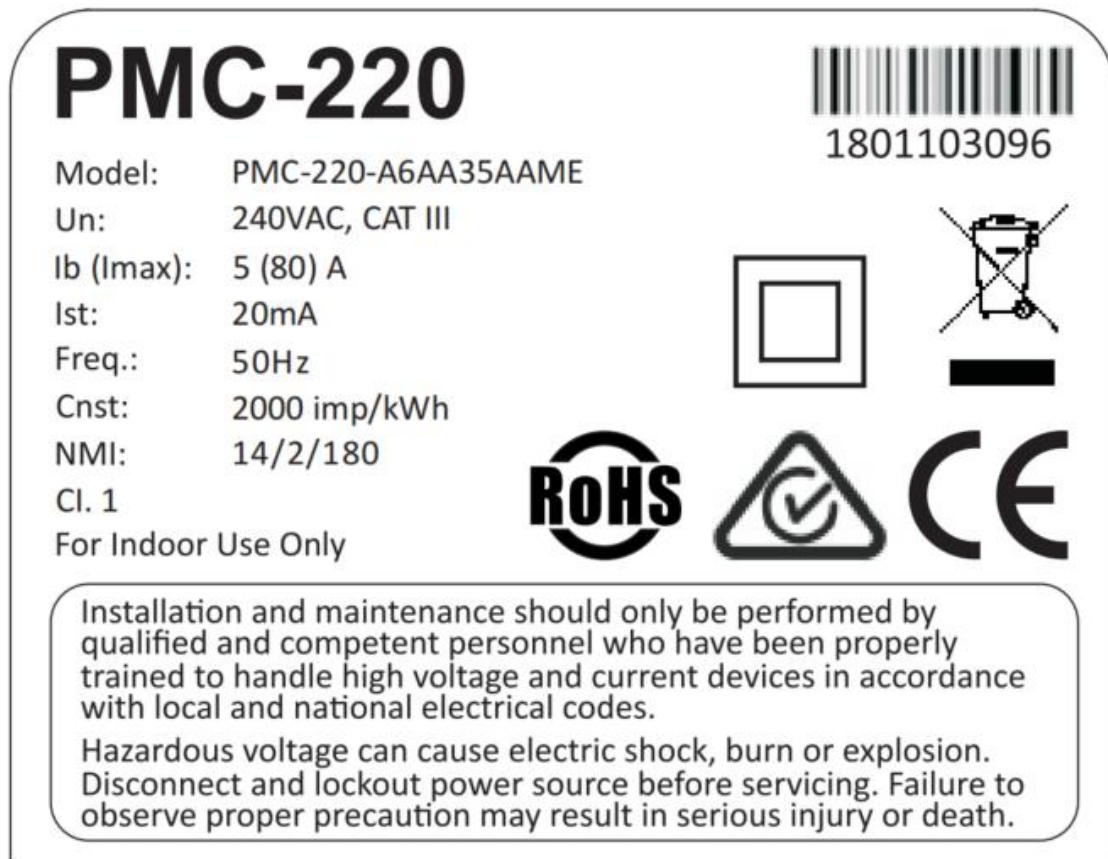 PMC-220
1801103096
Model: PMC-220-A6AA35AAME
Un: 240VAC, CAT III
Ib (Imax): 5 (80) A
Ist: 20mA
Freq.: 50Hz
Cnst: 2000 imp/kWh
NMI: 14/2/180
Cl. 1
For Indoor Use Only
RoHS
CE
Installation and maintenance should only be performed by
qualified and competent personnel who have been properly
trained to handle high voltage and current devices in accordance
with local and national electrical codes.
Hazardous voltage can cause electric shock, burn or explosion.
Disconnect and lockout power source before servicing. Failure to
observe proper precaution may result in serious injury or death.